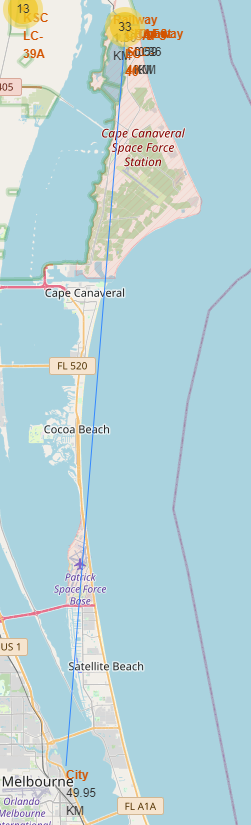 13
KSC
LC-
39A
33
KM
KM
405
Cape Canaveral
Space Force
Station
Cape Canaveral
FL 520
Cocoa Beach
Patrick
Space Force
Base
US 1
Satellite Beach
City
49.95
KM
Melbourne
Orlando
Melbourne
FL A1A